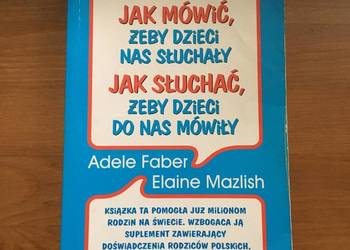 JAK MÓWIĆ,
ŻEBY DZIECI
NAS SŁUCHAŁY
JAK SŁUCHAĆ,
ŻEBY DZIECI
DO NAS MÓWIŁY
Adele Faber
Elaine Mazlish
KSIĄŻKA TA POMOGŁA JUŻ MILIONOM
RODZIN NA ŚWIECIE. WZBOGACA JĄ
SUPLEMENT ZAWIERAJĄCY
DOŚWIADCZENIA RODZICÓW POLSKICH.